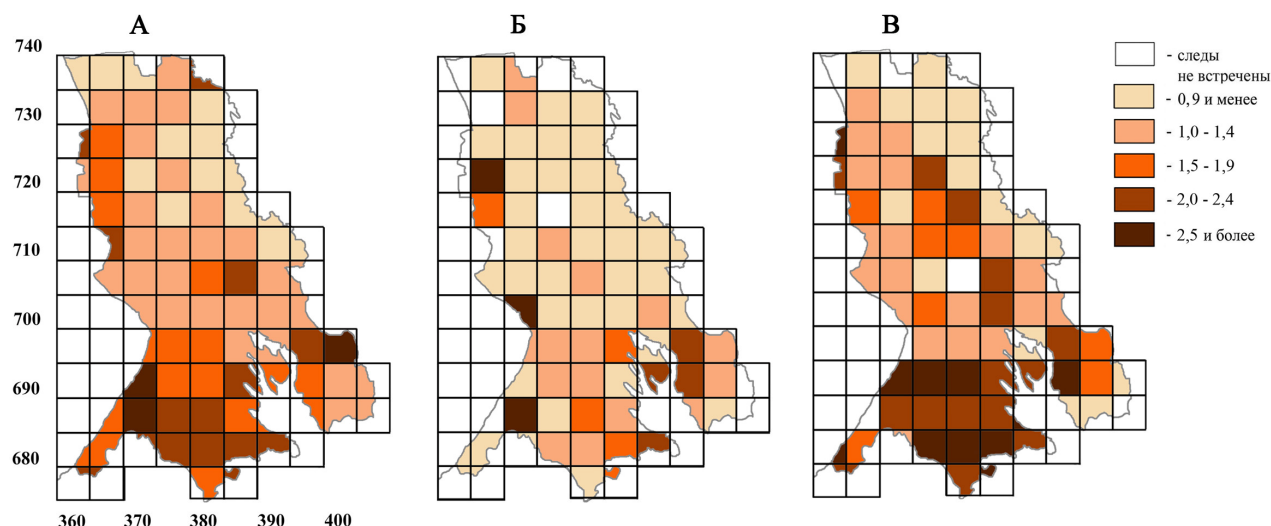 А Б В
740
730
720
710
700
690
680
360 370 380 390 400
- следы
не встречены
- 0,9 и менее
- 1,0 - 1,4
- 1,5 - 1,9
- 2,0 - 2,4
- 2,5 и более